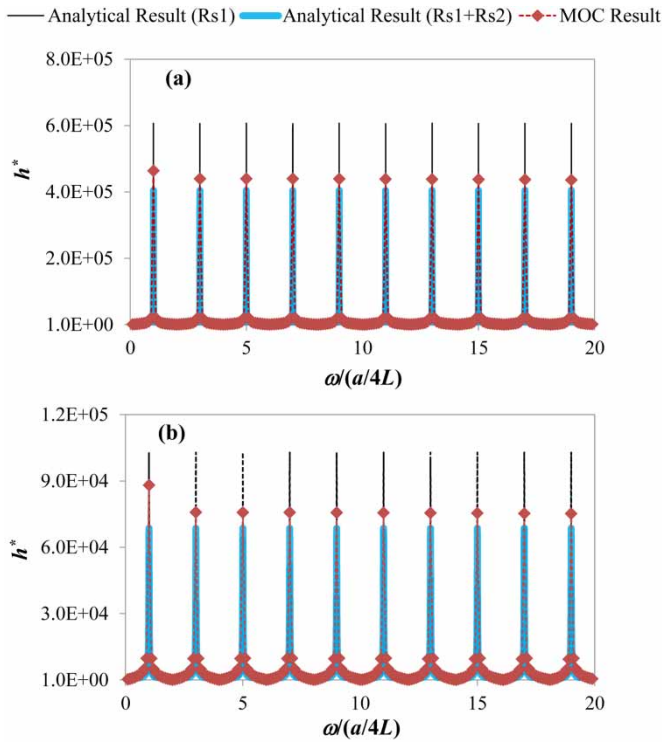 Analytical Result (Rs1) Analytical Result (Rs1+Rs2) MOC Result
(a)
8.0E+05
6.0E+05
4.0E+05
2.0E+05
1.0E+00
h*
0 5 10 15 20
ω/(a/4L)
(b)
1.2E+05
9.0E+04
6.0E+04
3.0E+04
1.0E+00
h*
0 5 10 15 20
ω/(a/4L)